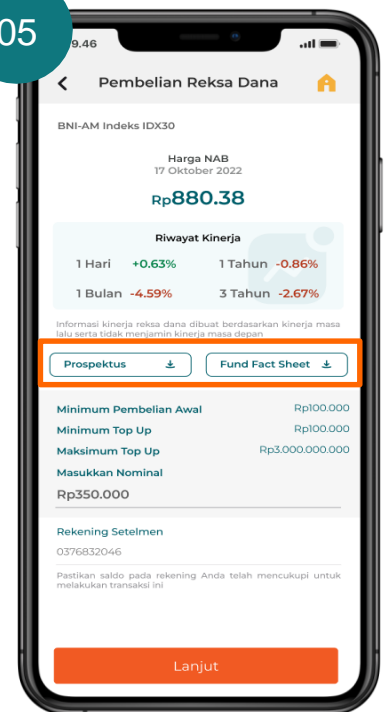 05
9.46
Pembelian Reksa Dana
BNI-AM Indeks IDX30
Harga NAB
17 Oktober 2022
Rp880.38
Riwayat Kinerja
1 Hari +0.63% 1 Tahun -0.86%
1 Bulan -4.59% 3 Tahun -2.67%
Informasi kinerja reksa dana dibuat berdasarkan kinerja masa
lalu serta tidak menjamin kinerja masa depan
Prospektus Fund Fact Sheet
Minimum Pembelian Awal Rp100.000
Minimum Top Up Rp100.000
Maksimum Top Up Rp3.000.000.000
Masukkan Nominal
Rp350.000
Rekening Setelmen
0376832046
Pastikan saldo pada rekening Anda telah mencukupi untuk
melakukan transaksi ini
Lanjut